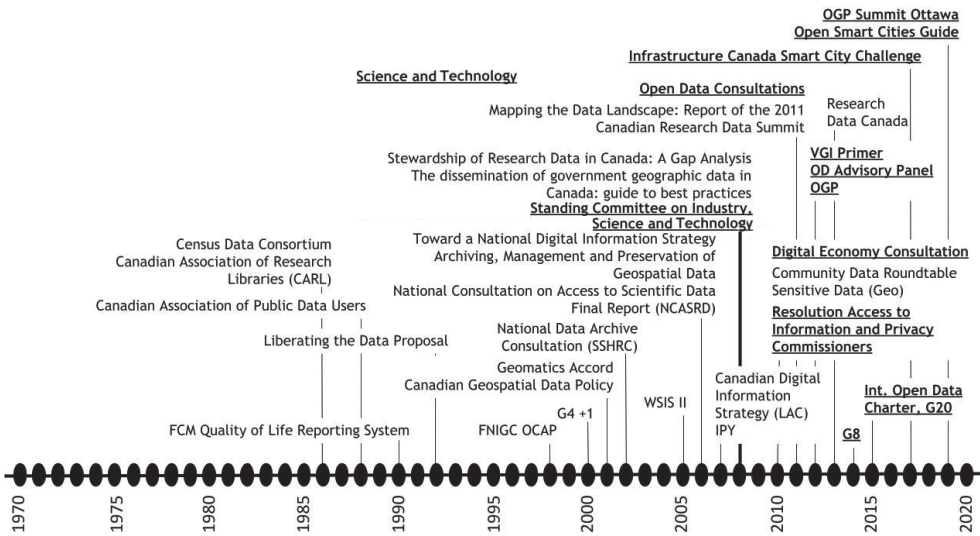 OGP Summit Ottawa
Open Smart Cities Guide
Infrastructure Canada Smart City Challenge
Science and Technology
Open Data Consultations
Mapping the Data Landscape: Report of the 2011
Canadian Research Data Summit
Research
Data Canada
VGI Primer
OD Advisory Panel
OGP
Stewardship of Research Data in Canada: A Gap Analysis
The dissemination of government geographic data in
Canada: guide to best practices
Standing Committee on Industry,
Science and Technology
Toward a National Digital Information Strategy
Archiving, Management and Preservation of
Geospatial Data
National Consultation on Access to Scientific Data
Final Report (NCASRD)
Census Data Consortium
Canadian Association of Research
Libraries (CARL)
Canadian Association of Public Data Users
Liberating the Data Proposal
Digital Economy Consultation
Community Data Roundtable
Sensitive Data (Geo)
Resolution Access to
Information and Privacy
Commissioners
National Data Archive
Consultation (SSHRC)
Geomatics Accord
Canadian Geospatial Data Policy
Canadian Digital
Information
Strategy (LAC)
IPY
WSIS II
Int. Open Data
Charter, G20
G4 +1
FCM Quality of Life Reporting System
FNIGC OCAP
G8
1970
1975
1980
1985
1990
1995
2000
2005
2010
2015
2020